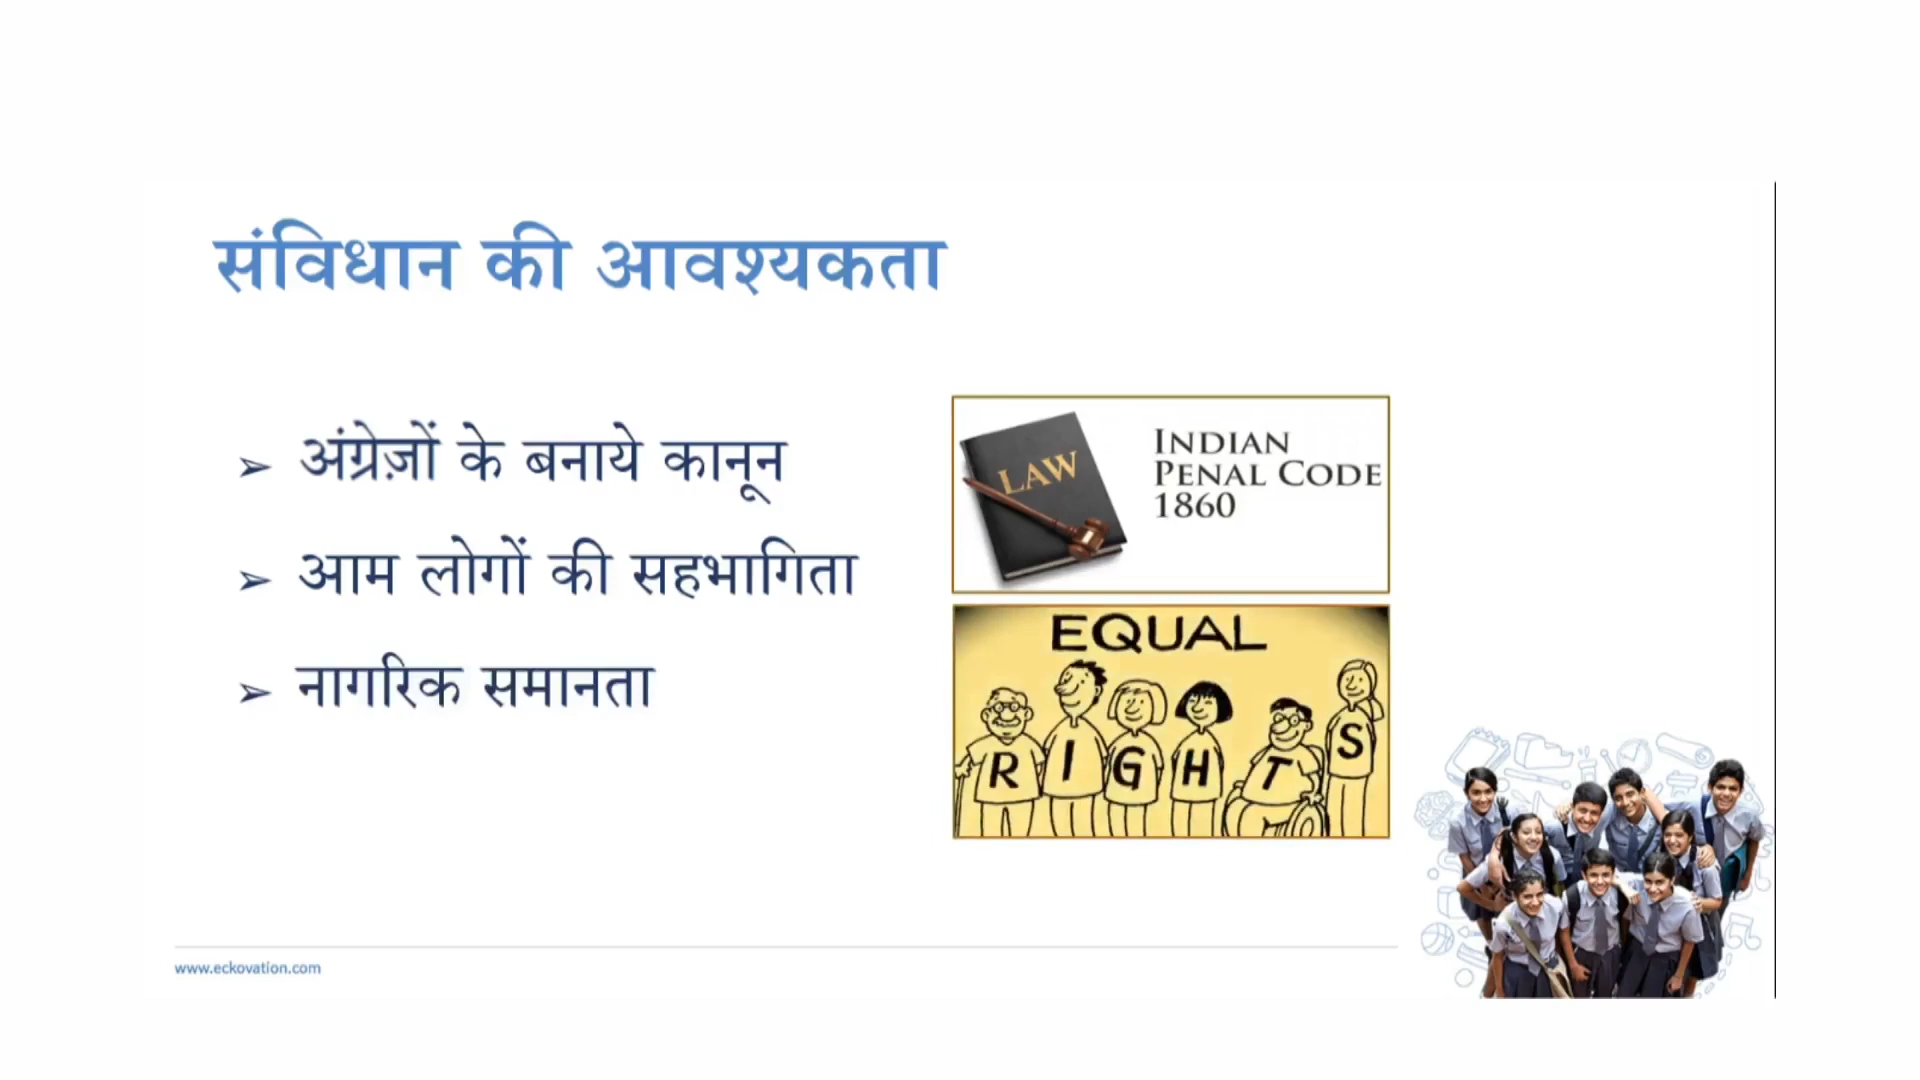 संविधान की आवश्यकता
➢ अंग्रेज़ों के बनाये कानून
➢ आम लोगों की सहभागिता
➢ नागरिक समानता
LAW
INDIAN
PENAL CODE
1860
EQUAL
RIGHTS
www.eckovation.com